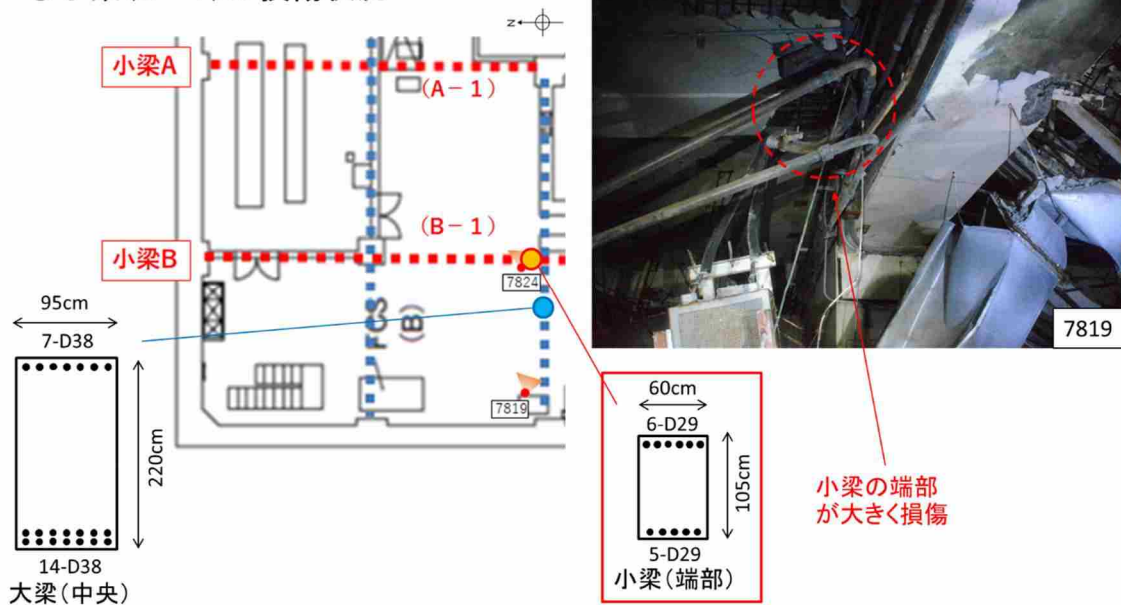 z
小梁A
(A-1)
小梁B
(B-1)
7824
(B)
7819
95cm
7-D38
220cm
14-D38
大梁(中央)
60cm
6-D29
105cm
5-D29
小梁(端部)
7819
小梁の端部
が大きく損傷